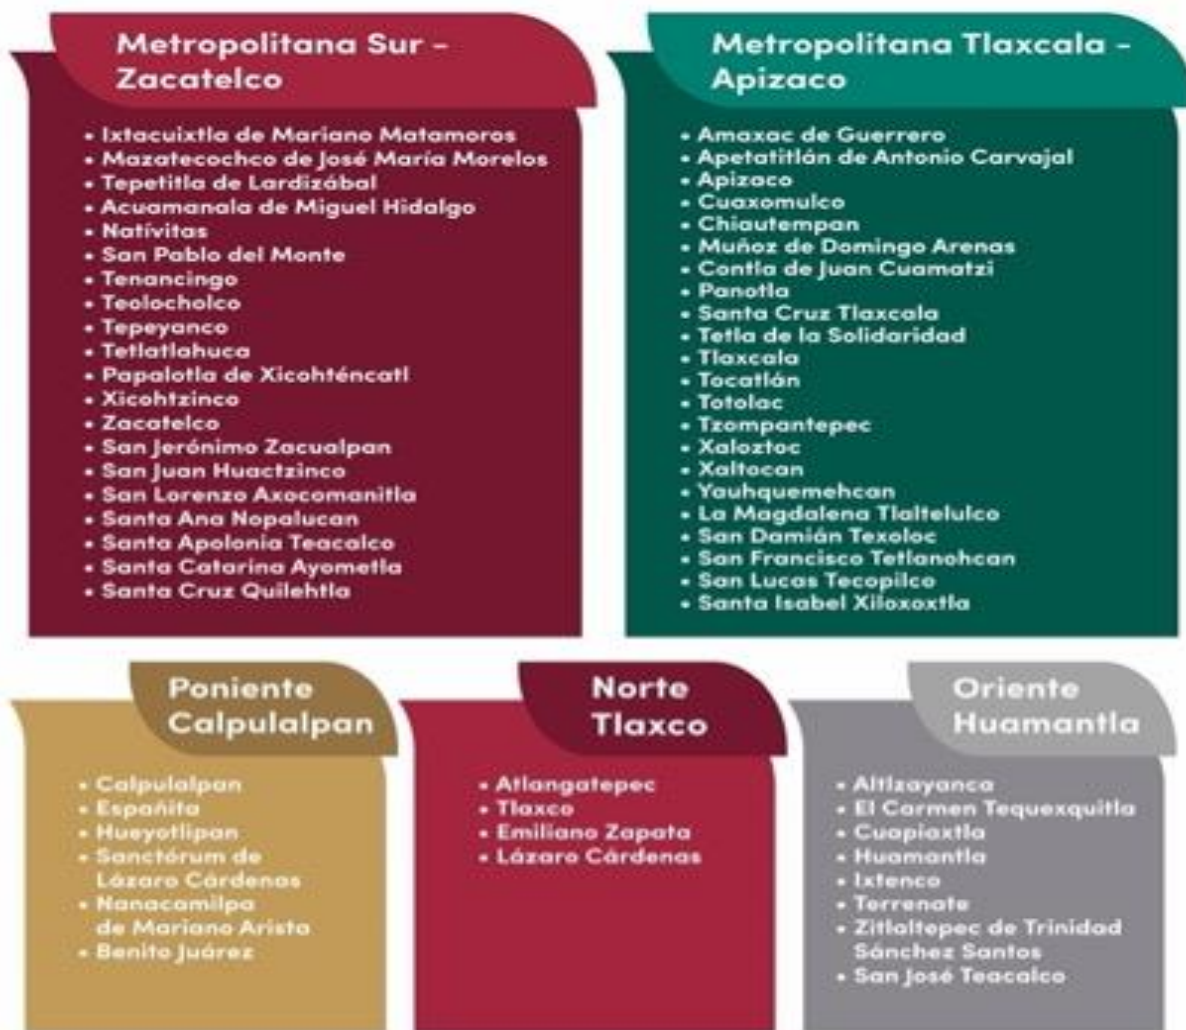 Metropolitana Sur -
Zacatelco
• Ixtacuixtla de Mariano Matamoros
• Mazatecochco de José María Morelos
• Tepetitla de Lardizábal
• Acuamanala de Miguel Hidalgo
• Natívitas
• San Pablo del Monte
• Tenancingo
• Teolocholco
• Tepeyanco
• Tetlatlahuca
• Papalotla de Xicohténcatl
• Xicohtzinco
• Zacatelco
• San Jerónimo Zacualpan
• San Juan Huactzinco
• San Lorenzo Axocomanitla
• Santa Ana Nopalucan
• Santa Apolonia Teacalco
• Santa Catarina Ayometla
• Santa Cruz Quilehtla
Metropolitana Tlaxcala -
Apizaco
• Amaxac de Guerrero
• Apetatitlán de Antonio Carvajal
• Apizaco
• Cuaxomulco
• Chiautempan
• Muñoz de Domingo Arenas
• Contla de Juan Cuamatzi
• Panotla
• Santa Cruz Tlaxcala
• Tetla de la Solidaridad
• Tlaxcala
• Tocatlán
• Totolac
• Tzompantepec
• Xaloztoc
• Xaltocan
• Yauhquemehcan
• La Magdalena Tlaltelulco
• San Damián Texoloc
• San Francisco Tetlanohcan
• San Lucas Tecopilco
• Santa Isabel Xiloxoxtla
Poniente
Calpulalpan
• Calpulalpan
• Españita
• Hueyotlipan
• Sanctórum de
Lázaro Cárdenas
• Nanacamilpa
de Mariano Arista
• Benito Juárez
Norte
Tlaxco
• Atlangatepec
• Tlaxco
• Emiliano Zapata
• Lázaro Cárdenas
Oriente
Huamantla
• Altlzayanca
• El Carmen Tequexquitla
• Cuapiaxtla
• Huamantla
• Ixtenco
• Terrenate
• Zitlaltepec de Trinidad
Sánchez Santos
• San José Teacalco